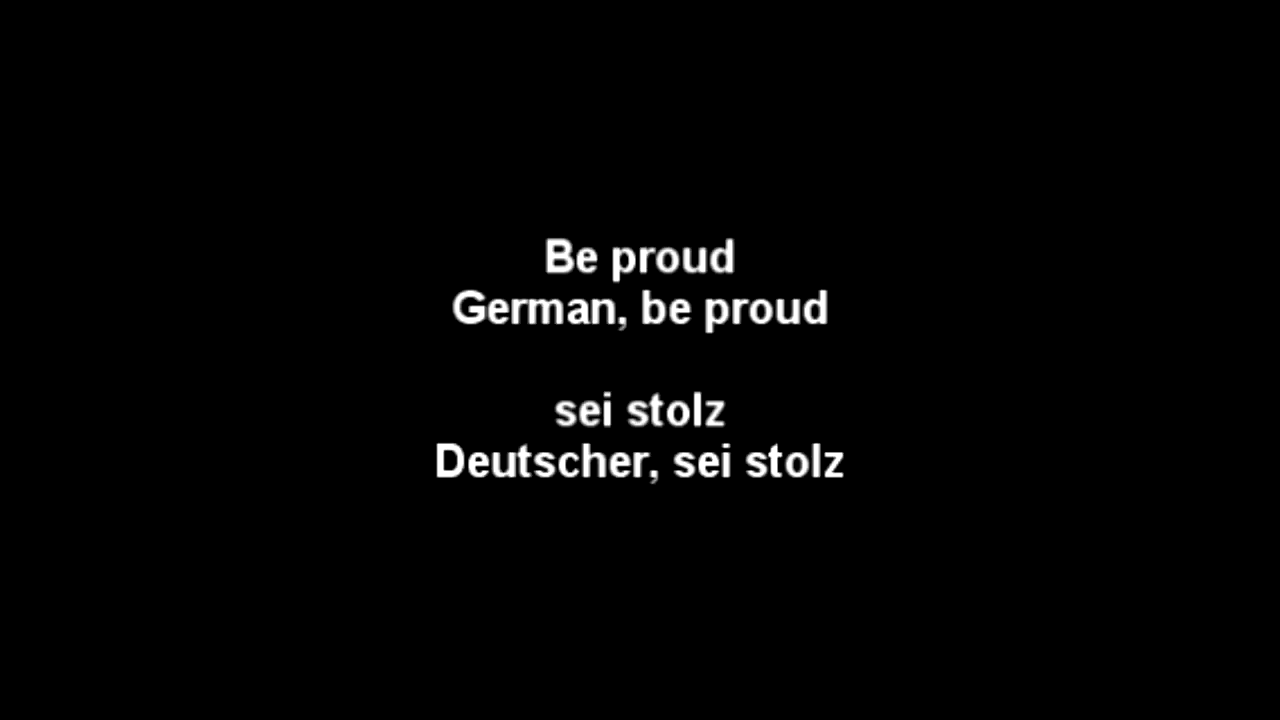 Be proud
German, be proud
sei stolz
Deutscher, sei stolz